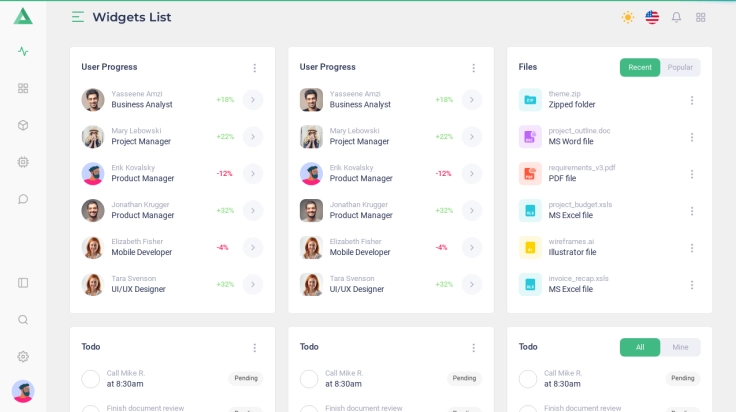 Widgets List
User Progress
Yasseene Amzi
Business Analyst
+18%
Mary Lebowski
Project Manager
+22%
Erik Kovalsky
Product Manager
-12%
Jonathan Krugger
Product Manager
+32%
Elizabeth Fisher
Mobile Developer
-4%
Tara Svenson
UI/UX Designer
+32%
User Progress
Yasseene Amzi
Business Analyst
+18%
Mary Lebowski
Project Manager
+22%
Erik Kovalsky
Product Manager
-12%
Jonathan Krugger
Product Manager
+32%
Elizabeth Fisher
Mobile Developer
-4%
Tara Svenson
UI/UX Designer
+32%
Files
Recent
Popular
theme.zip
Zipped folder
project_outline.doc
MS Word file
requirements_v3.pdf
PDF file
project_budget.xsls
MS Excel file
wireframes.ai
Illustrator file
invoice_recap.xsls
MS Excel file
Todo
Call Mike R.
at 8:30am
Pending
Finish document review
Todo
Call Mike R.
at 8:30am
Pending
Finish document review
Todo
All
Mine
Call Mike R.
at 8:30am
Pending
Finish document review